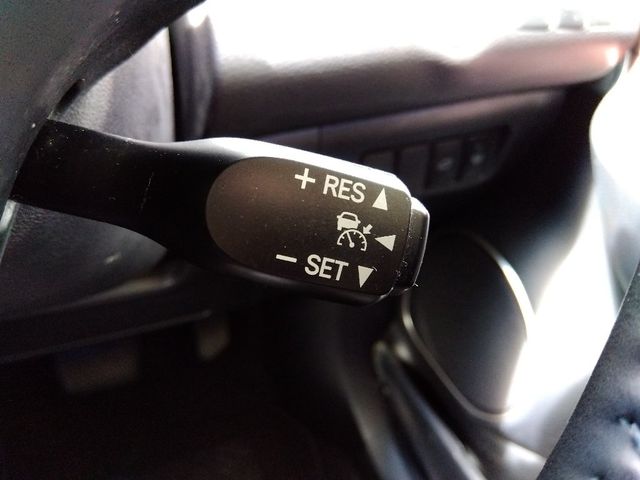 + RES ▲
◀
− SET ▼